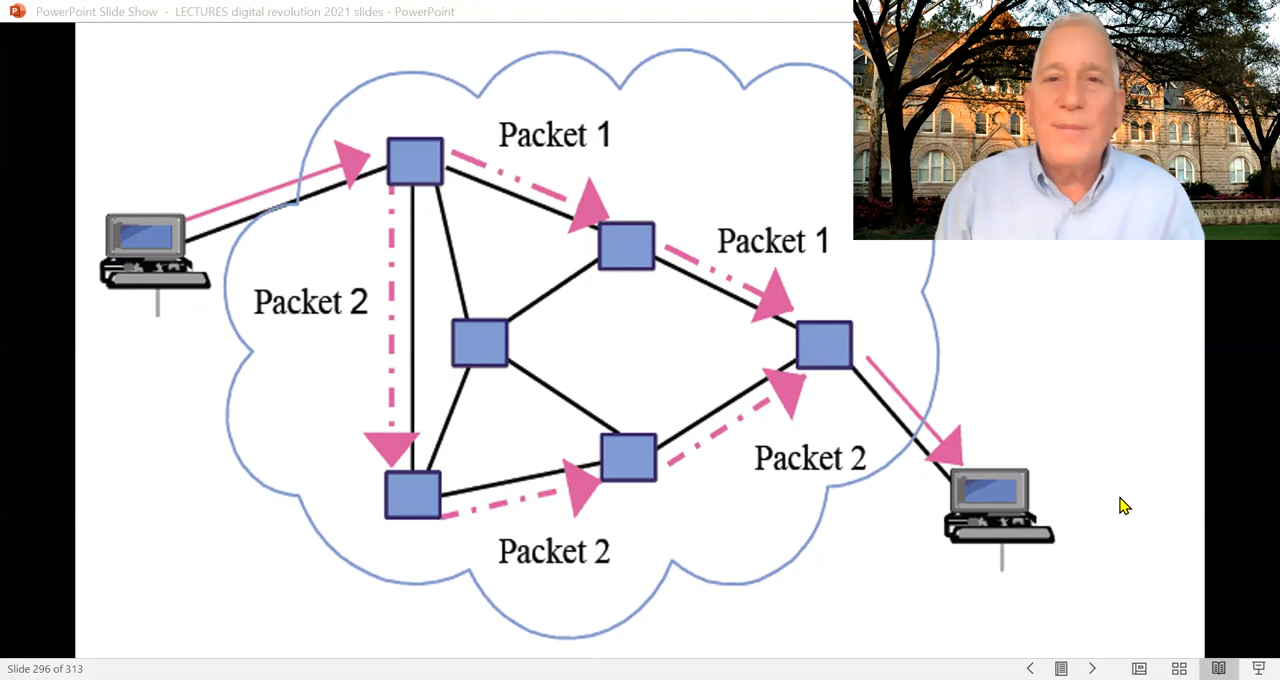 PowerPoint Slide Show - LECTURES digital revolution 2021 slides - PowerPoint
Packet 1
Packet 1
Packet 2
Packet 2
Packet 2
Slide 296 of 313